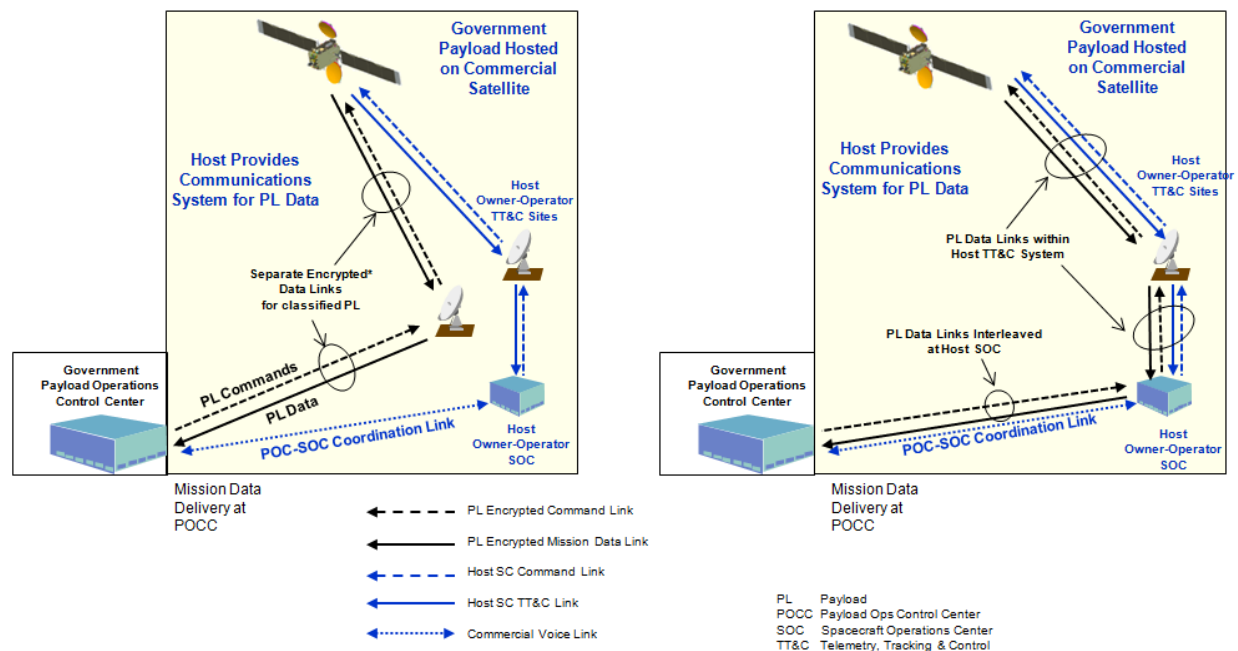 Government
Payload Hosted
on Commercial
Satellite
Host Provides
Communications
System for PL Data
Host
Owner-Operator
TT&C Sites
Separate Encrypted*
Data Links
for classified PL
Government
Payload Operations
Control Center
PL Commands
PL Data
POC-SOC Coordination Link
Host
Owner-Operator
SOC
Mission Data
Delivery at
POCC
Government
Payload Hosted
on Commercial
Satellite
Host Provides
Communications
System for PL Data
Host
Owner-Operator
TT&C Sites
PL Data Links within
Host TT&C System
PL Data Links Interleaved
at Host SOC
Government
Payload Operations
Control Center
POC-SOC Coordination Link
Host
Owner-Operator
SOC
Mission Data
Delivery at
POCC
PL Encrypted Command Link
PL Encrypted Mission Data Link
Host SC Command Link
Host SC TT&C Link
Commercial Voice Link
PL Payload
POCC Payload Ops Control Center
SOC Spacecraft Operations Center
TT&C Telemetry, Tracking & Control